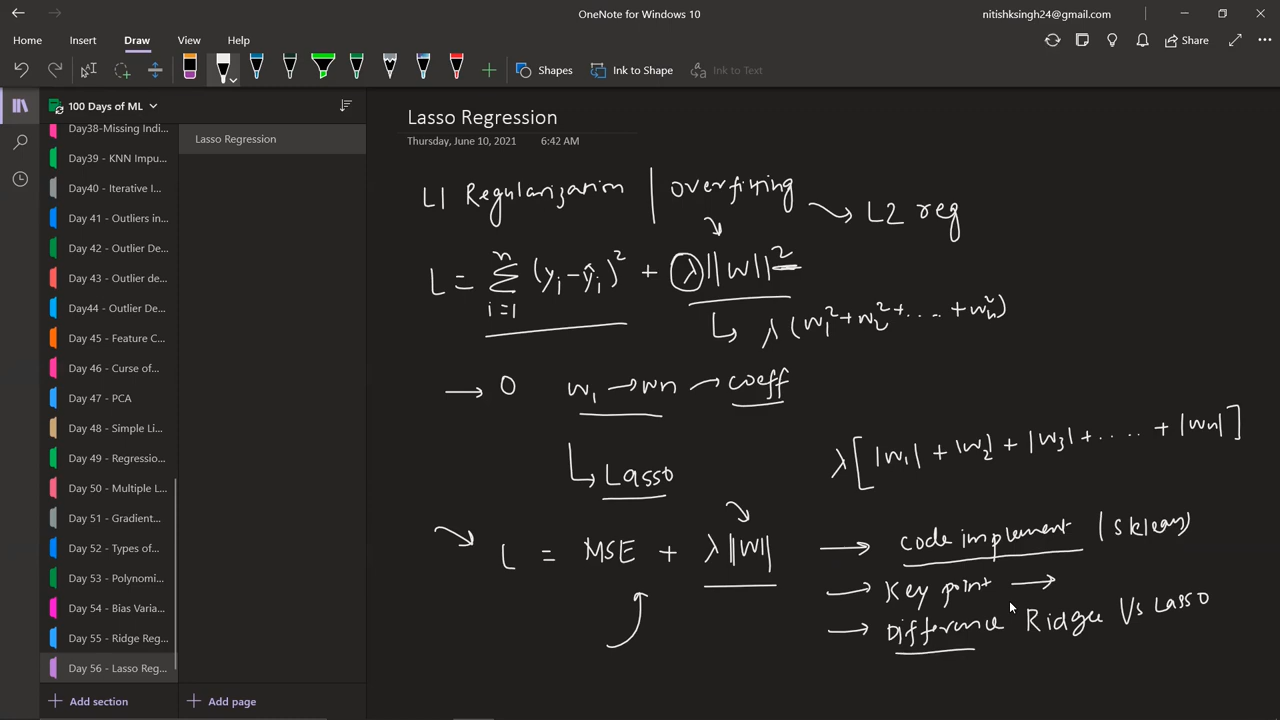 OneNote for Windows 10
nitishksingh24@gmail.com
Home Insert Draw View Help
Share
Shapes Ink to Shape Ink to Text
100 Days of ML
Day38-Missing Indi...
Day39 - KNN Impu...
Day40 - Iterative I...
Day 41 - Outliers in...
Day 42 - Outlier De...
Day 43 - Outlier de...
Day44 - Outlier De...
Day 45 - Feature C...
Day 46 - Curse of...
Day 47 - PCA
Day 48 - Simple Li...
Day 49 - Regressio...
Day 50 - Multiple L...
Day 51 - Gradient...
Day 52 - Types of...
Day 53 - Polynomi...
Day 54 - Bias Varia...
Day 55 - Ridge Reg...
Day 56 - Lasso Reg...
Add section
Lasso Regression
Add page
Lasso Regression
Thursday, June 10, 2021 6:42 AM
L1 Regularization | Overfitting → L2 reg
L = Σ_{i=1}^{n} (yᵢ - ŷᵢ)² + λ||W||²
λ (w₁² + w₂² + .... + wₙ²)
→ 0 w₁ → wn → coeff
Lasso
λ[|w₁| + |w₂| + |w₃| + ..... + |wn|]
L = MSE + λ||W||
→ code implement (sklearn)
→ Key point →
→ Difference Ridge Vs Lasso